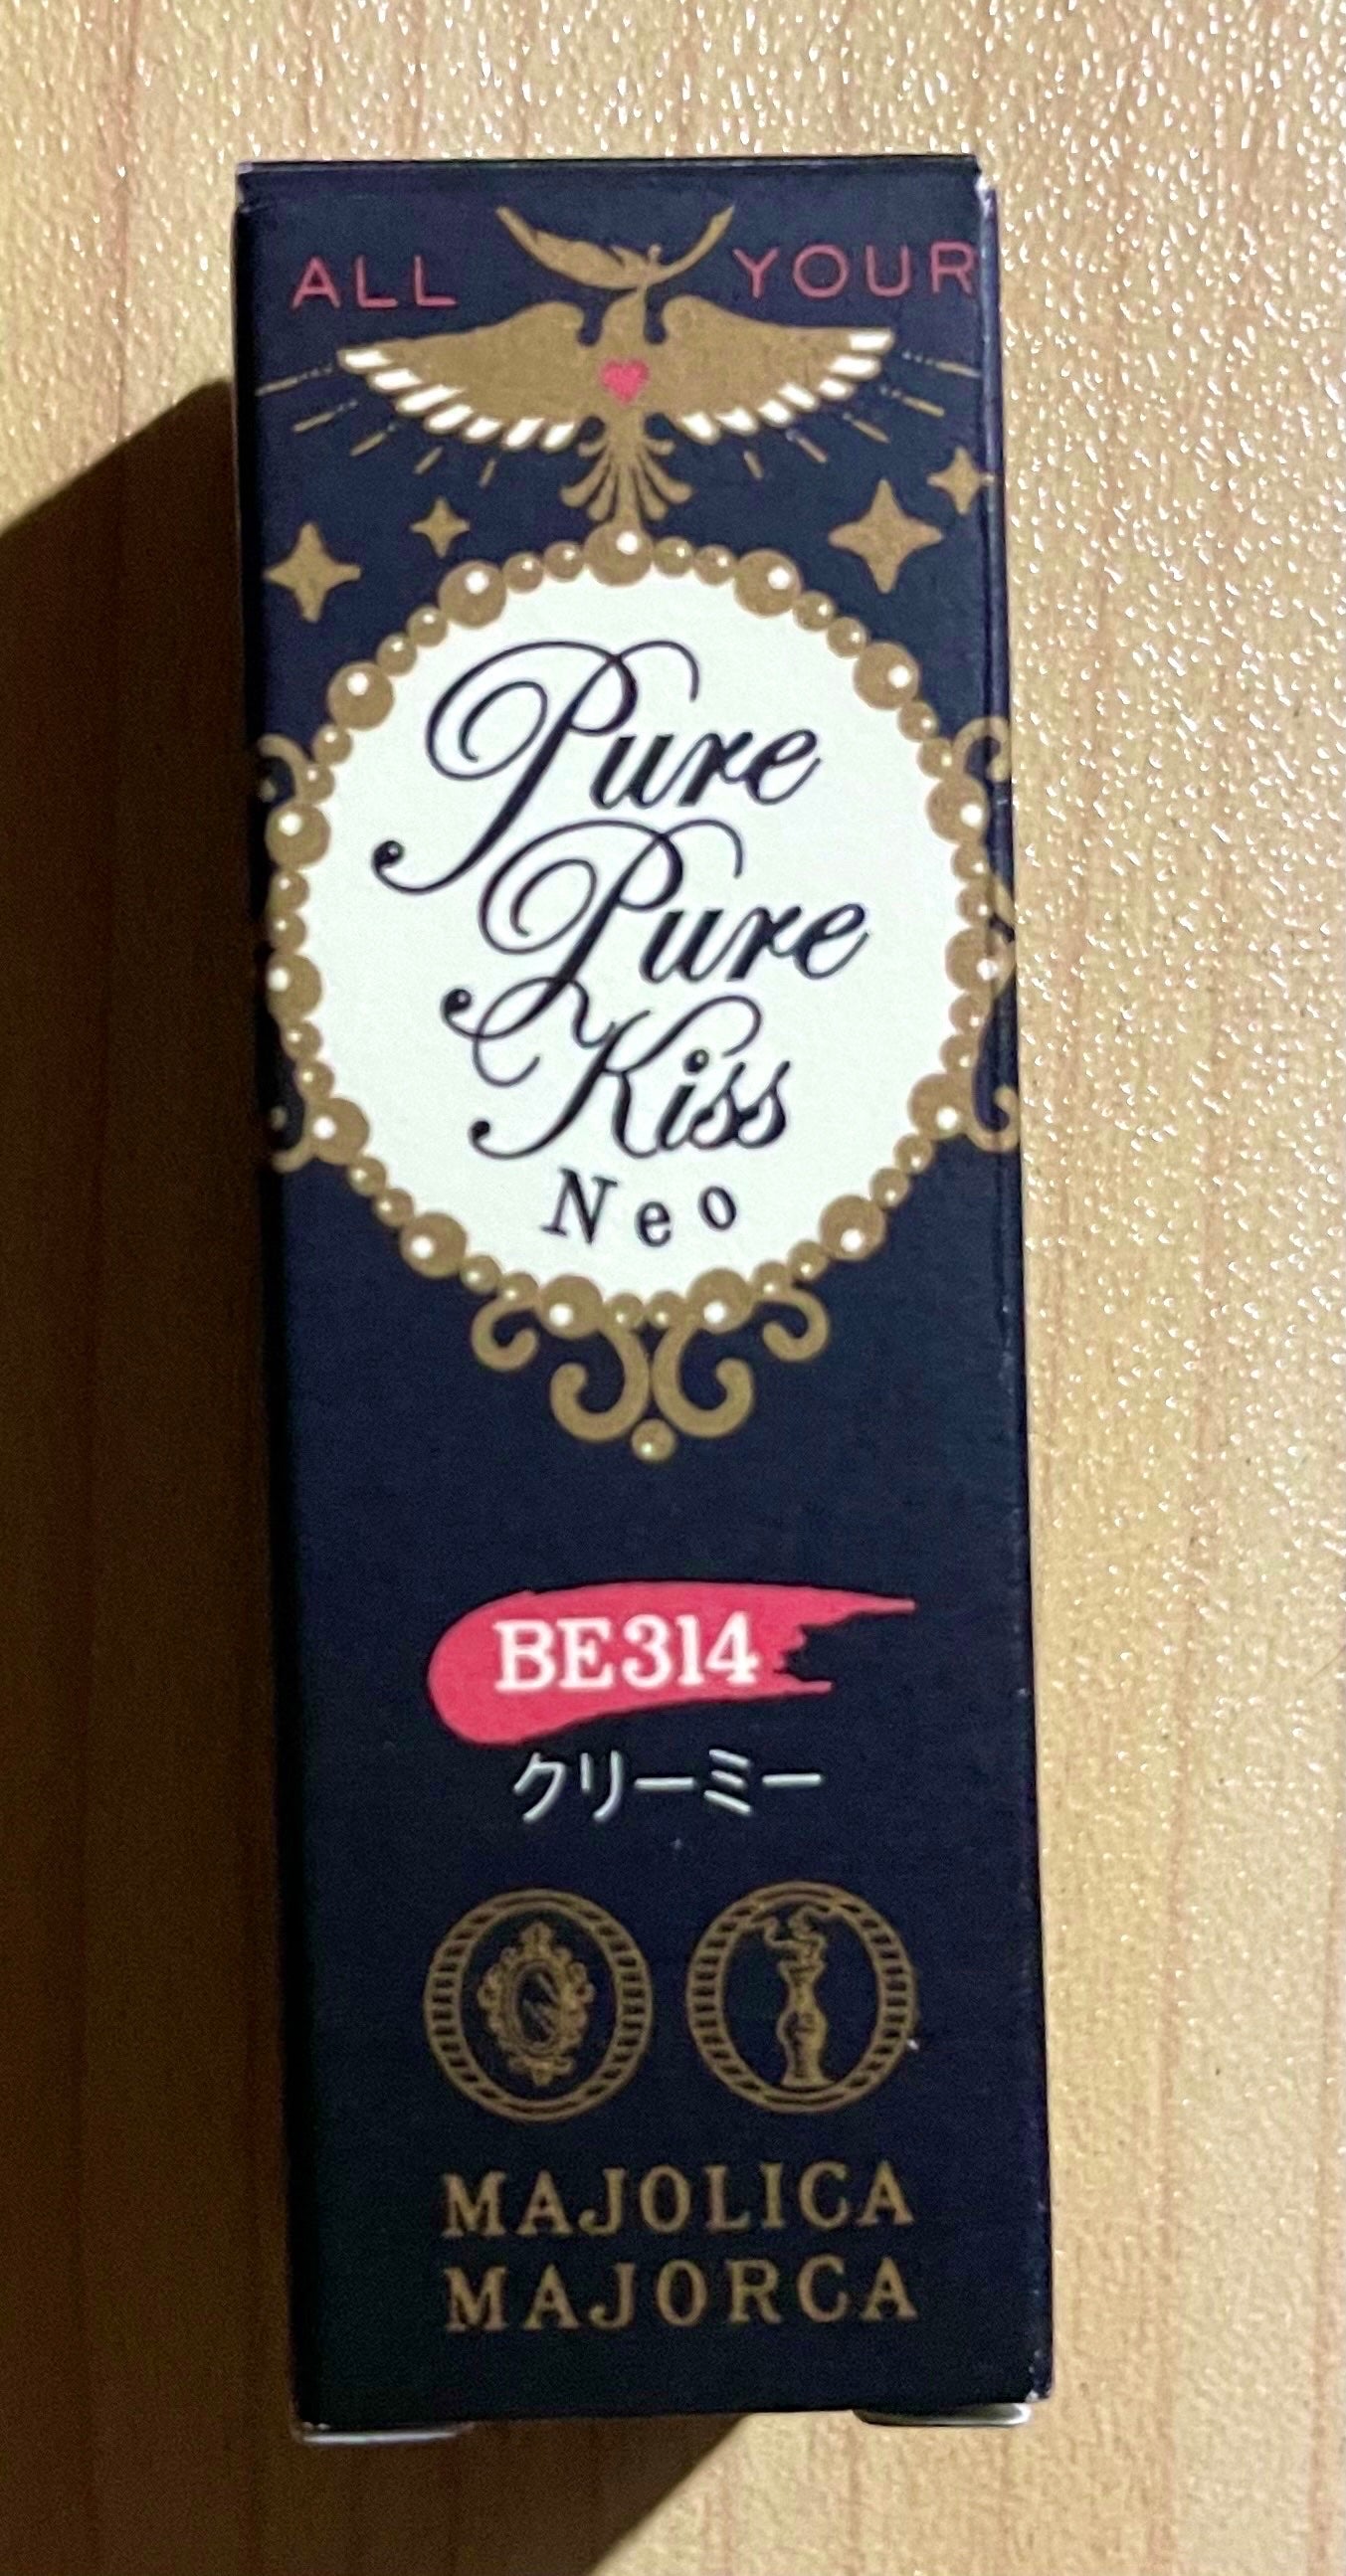 ALL YOUR
Pure
Pure
Kiss
Neo
BE314
クリーミー
MAJOLICA
MAJORCA